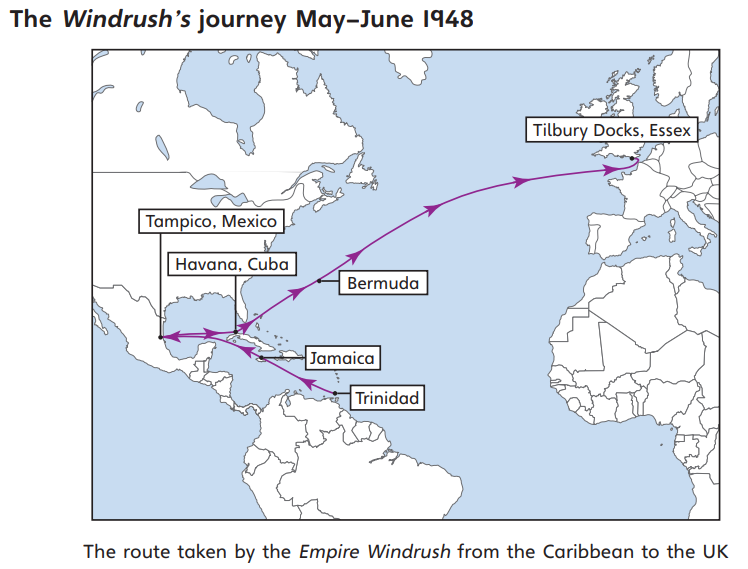 The Windrush's journey May–June 1948
Tilbury Docks, Essex
Tampico, Mexico
Havana, Cuba
Bermuda
Jamaica
Trinidad
The route taken by the Empire Windrush from the Caribbean to the UK